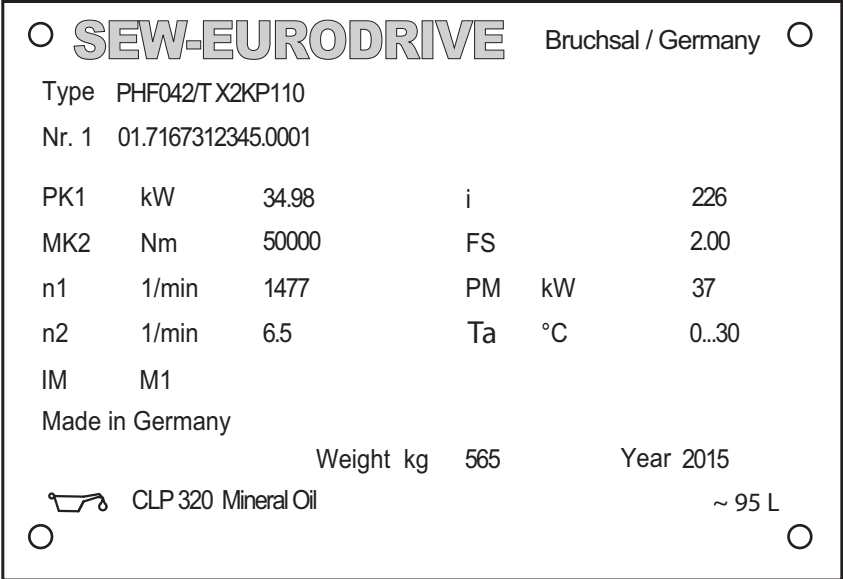 SEW-EURODRIVE Bruchsal / Germany
Type PHF042/T X2KP110
Nr. 1 01.7167312345.0001
PK1 kW 34.98 i 226
MK2 Nm 50000 FS 2.00
n1 1/min 1477 PM kW 37
n2 1/min 6.5 Ta °C 0...30
IM M1
Made in Germany
Weight kg 565 Year 2015
CLP 320 Mineral Oil ~ 95 L